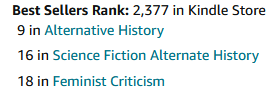 Best Sellers Rank: 2,377 in Kindle Store
9 in Alternative History
16 in Science Fiction Alternate History
18 in Feminist Criticism